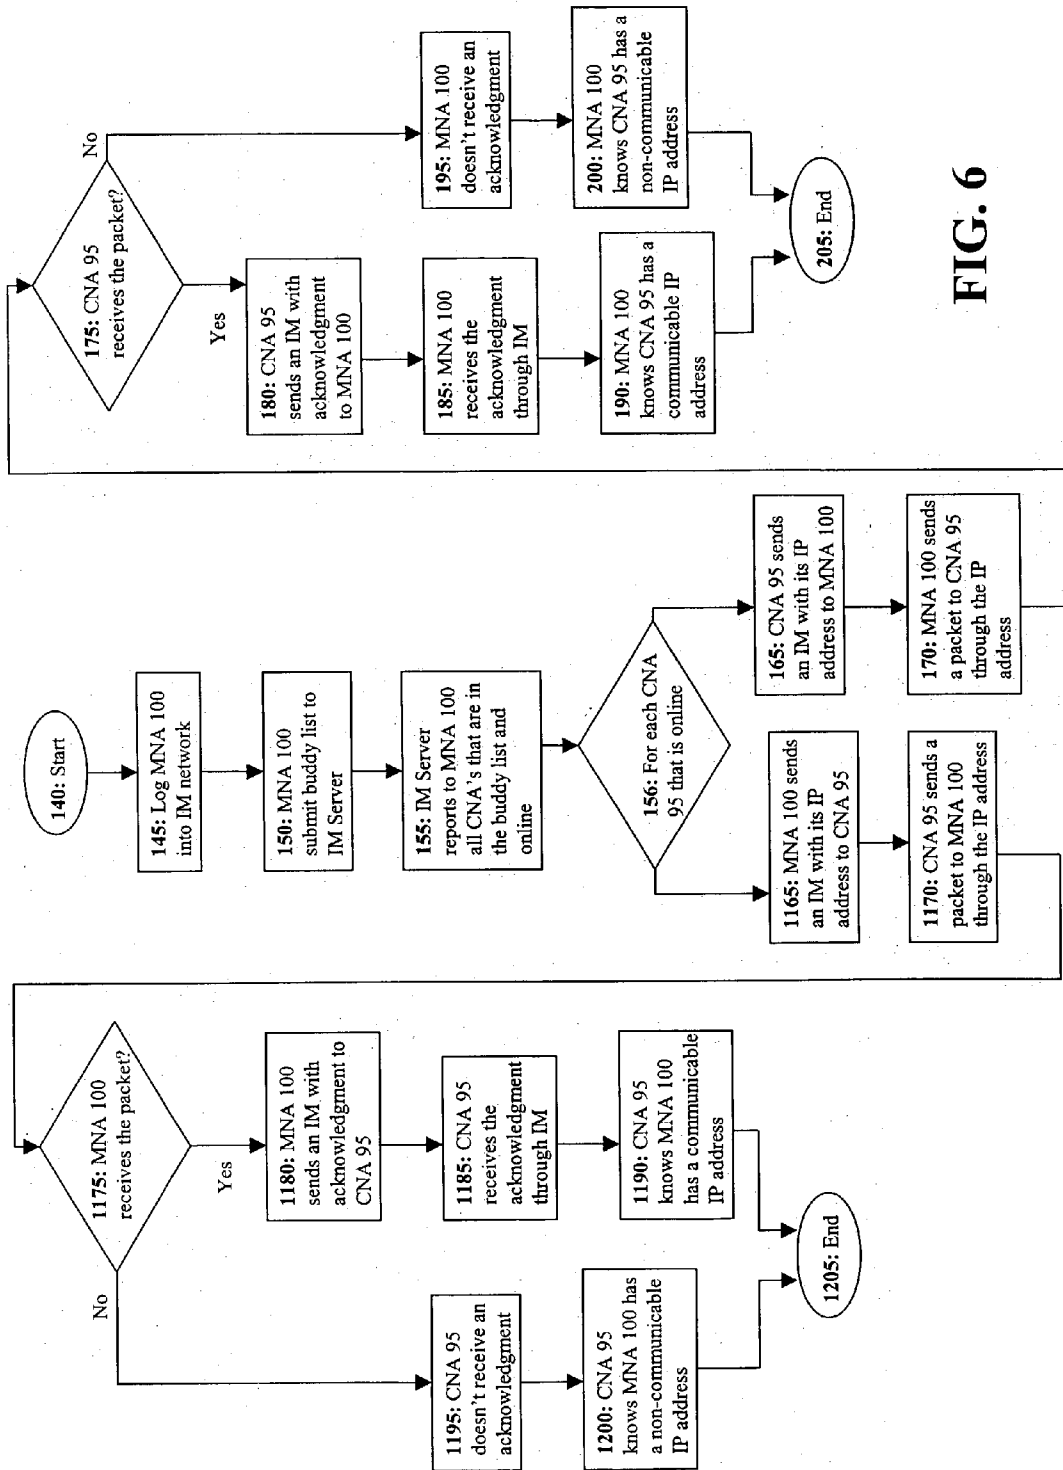 140: Start
145: Log MNA 100
into IM network
150: MNA 100
submit buddy list to
IM Server
155: IM Server
reports to MNA 100
all CNA's that are in
the buddy list and
online
156: For each CNA
95 that is online
1165: MNA 100 sends
an IM with its IP
address to CNA 95
1170: CNA 95 sends a
packet to MNA 100
through the IP address
165: CNA 95 sends
an IM with its IP
address to MNA 100
170: MNA 100 sends
a packet to CNA 95
through the IP
address
1175: MNA 100
receives the packet?
No
Yes
1180: MNA 100
sends an IM with
acknowledgment to
CNA 95
1185: CNA 95
receives the
acknowledgment
through IM
1190: CNA 95
knows MNA 100
has a communicable
IP address
1195: CNA 95
doesn't receive an
acknowledgment
1200: CNA 95
knows MNA 100 has
a non-communicable
IP address
1205: End
175: CNA 95
receives the packet?
Yes
No
180: CNA 95
sends an IM with
acknowledgment
to MNA 100
185: MNA 100
receives the
acknowledgment
through IM
190: MNA 100
knows CNA 95 has a
communicable IP
address
195: MNA 100
doesn't receive an
acknowledgment
200: MNA 100
knows CNA 95 has a
non-communicable
IP address
205: End
FIG. 6